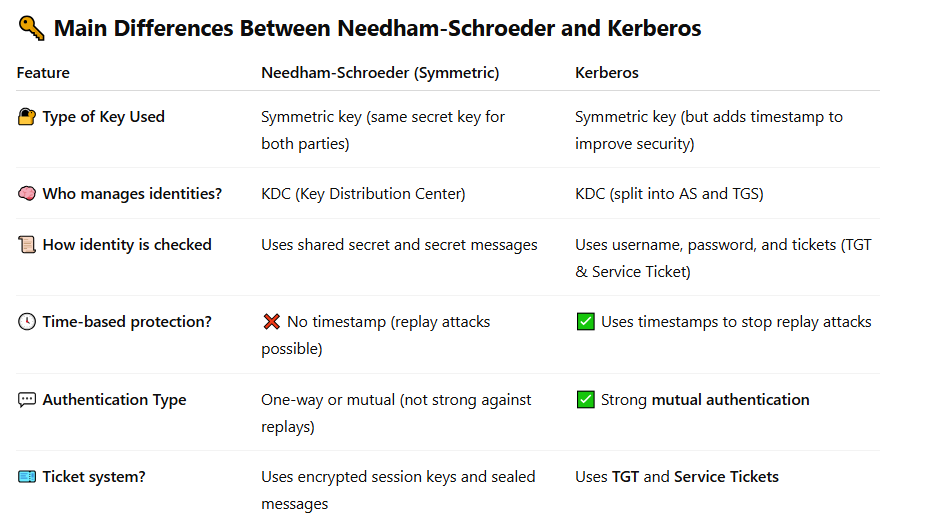 🔑 Main Differences Between Needham-Schroeder and Kerberos
Feature Needham-Schroeder (Symmetric) Kerberos
🔐 Type of Key Used Symmetric key (same secret key for Symmetric key (but adds timestamp to
both parties) improve security)
🧠 Who manages identities? KDC (Key Distribution Center) KDC (split into AS and TGS)
📜 How identity is checked Uses shared secret and secret messages Uses username, password, and tickets (TGT
& Service Ticket)
🕓 Time-based protection? ❌ No timestamp (replay attacks ✅ Uses timestamps to stop replay attacks
possible)
💬 Authentication Type One-way or mutual (not strong against ✅ Strong mutual authentication
replays)
🎫 Ticket system? Uses encrypted session keys and sealed Uses TGT and Service Tickets
messages